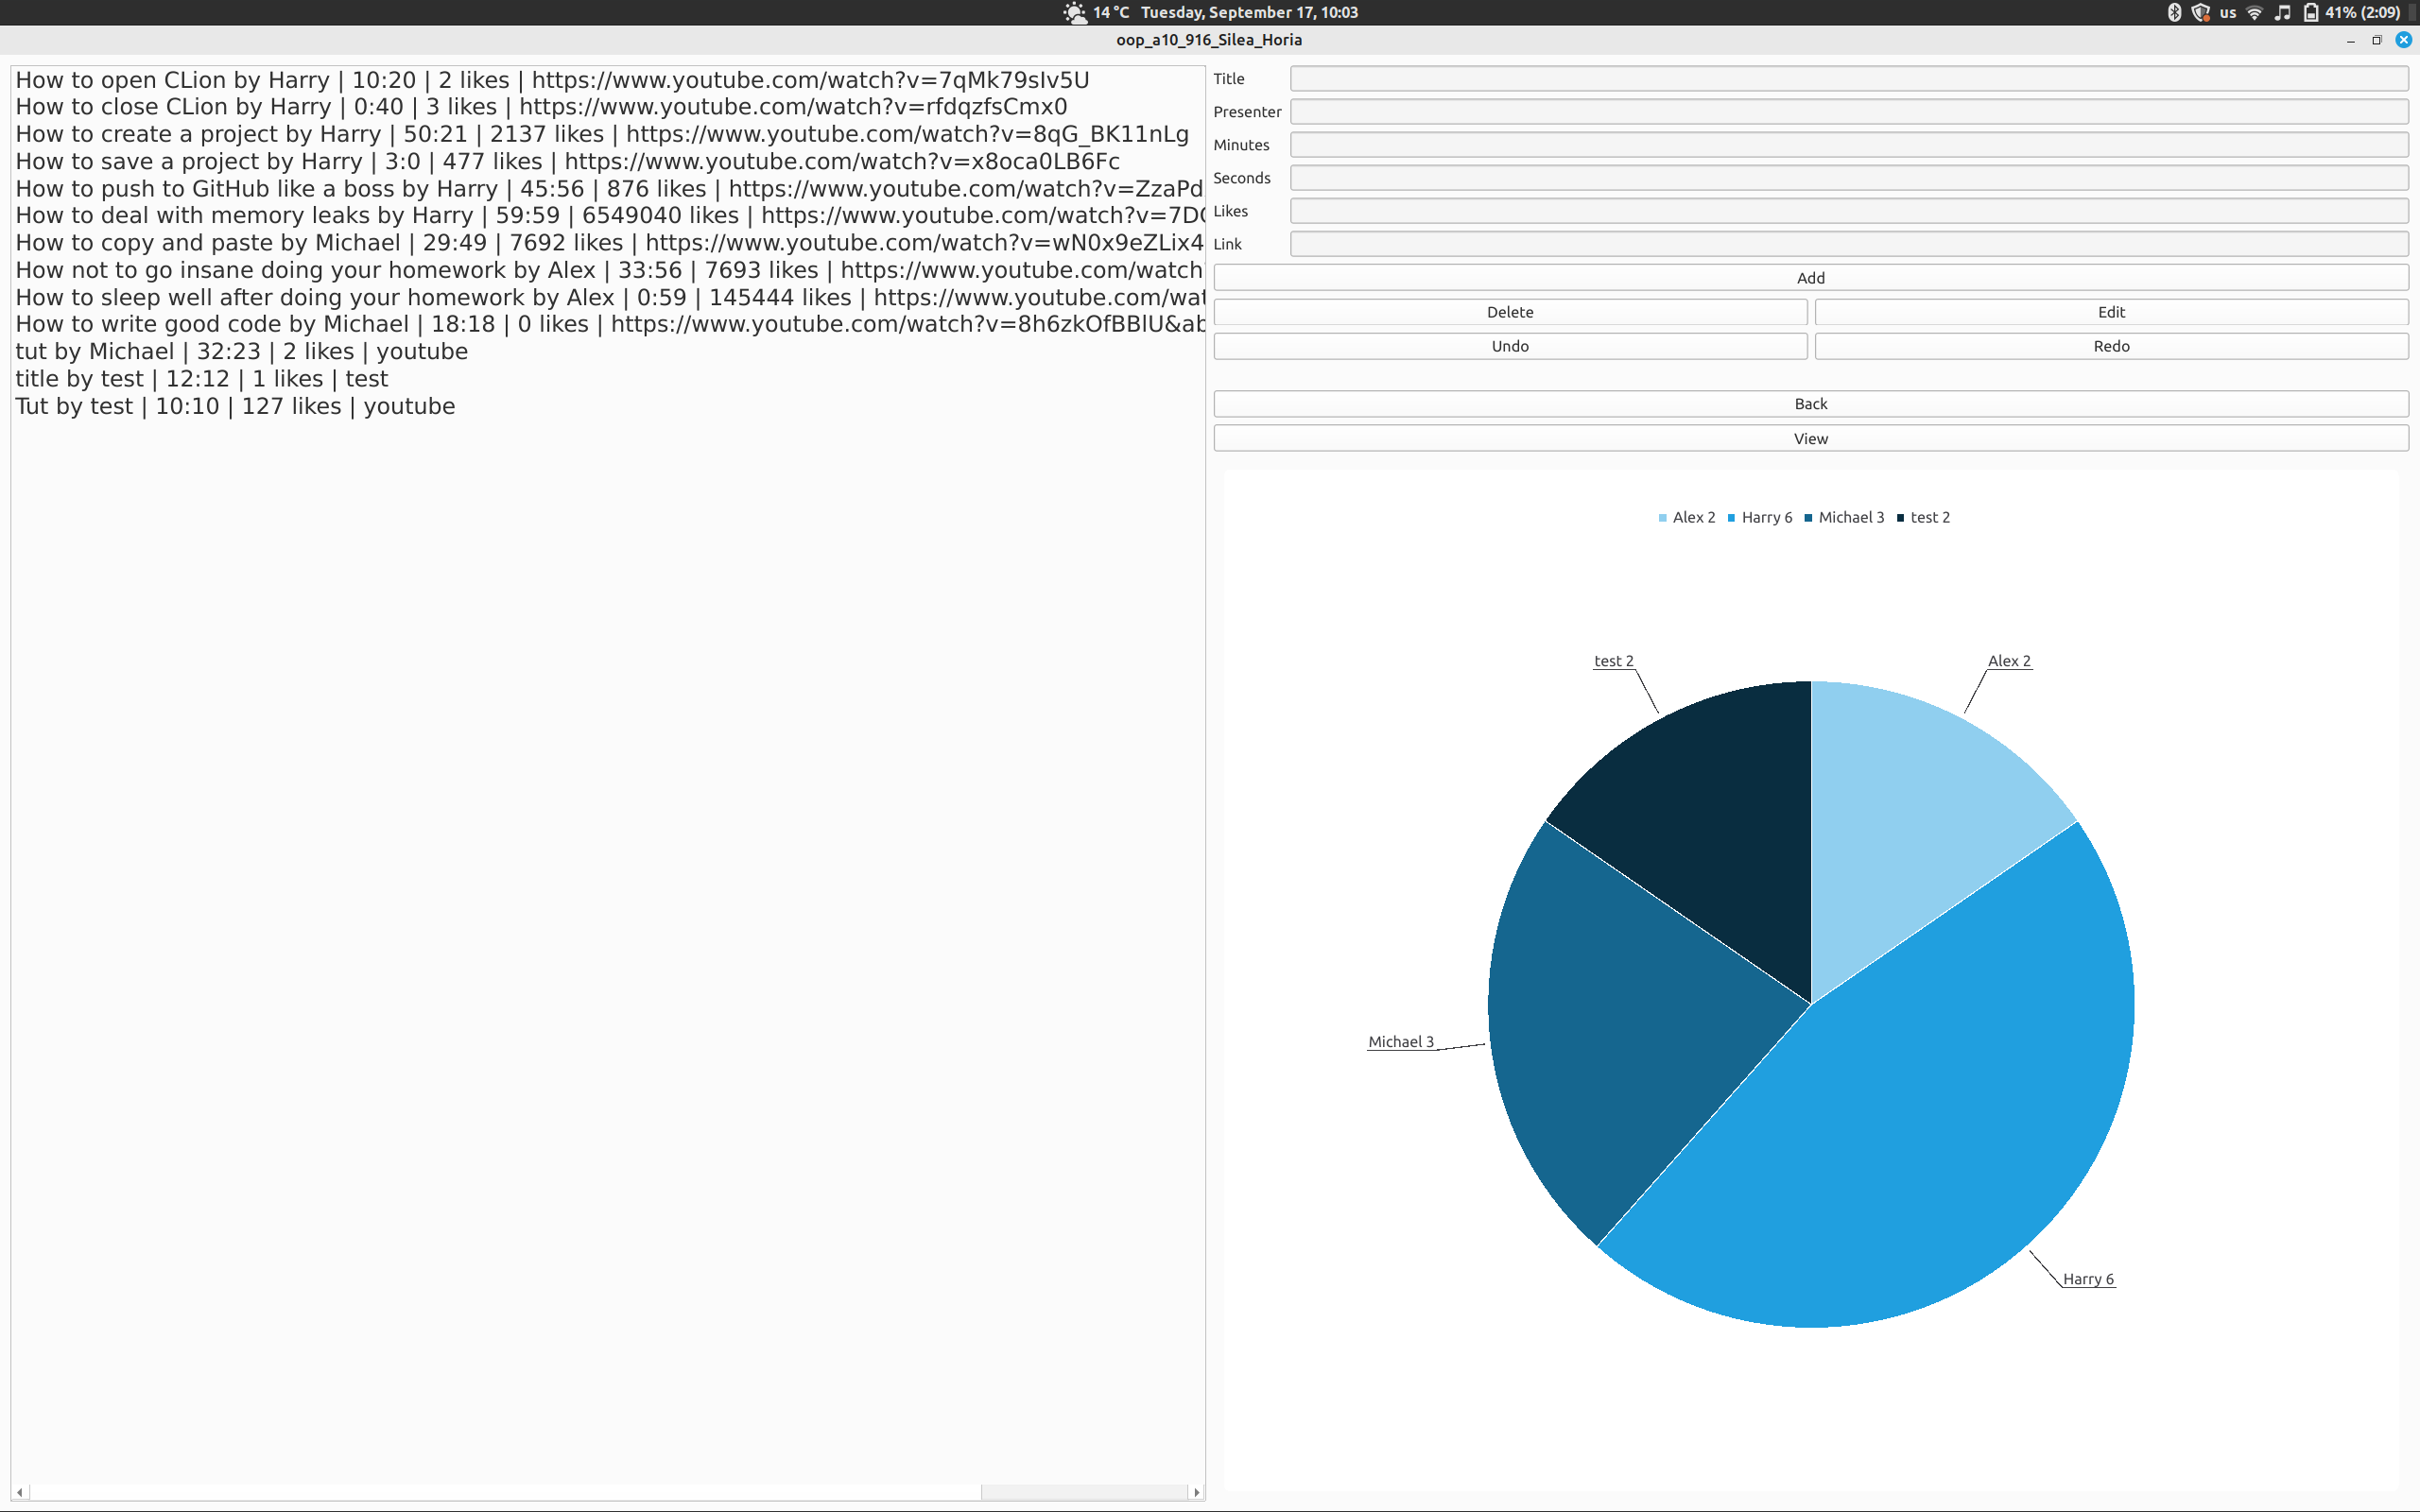 14 °C Tuesday, September 17, 10:03
us 41% (2:09)
oop_a10_916_Silea_Horia
How to open CLion by Harry | 10:20 | 2 likes | https://www.youtube.com/watch?v=7qMk79sIv5U
How to close CLion by Harry | 0:40 | 3 likes | https://www.youtube.com/watch?v=rfdqzfsCmx0
How to create a project by Harry | 50:21 | 2137 likes | https://www.youtube.com/watch?v=8qG_BK11nLg
How to save a project by Harry | 3:0 | 477 likes | https://www.youtube.com/watch?v=x8oca0LB6Fc
How to push to GitHub like a boss by Harry | 45:56 | 876 likes | https://www.youtube.com/watch?v=ZzaPd
How to deal with memory leaks by Harry | 59:59 | 6549040 likes | https://www.youtube.com/watch?v=7D
How to copy and paste by Michael | 29:49 | 7692 likes | https://www.youtube.com/watch?v=wN0x9eZLix4
How not to go insane doing your homework by Alex | 33:56 | 7693 likes | https://www.youtube.com/watch
How to sleep well after doing your homework by Alex | 0:59 | 145444 likes | https://www.youtube.com/wat
How to write good code by Michael | 18:18 | 0 likes | https://www.youtube.com/watch?v=8h6zkOfBBlU&ab
tut by Michael | 32:23 | 2 likes | youtube
title by test | 12:12 | 1 likes | test
Tut by test | 10:10 | 127 likes | youtube
Title
Presenter
Minutes
Seconds
Likes
Link
Add
Delete Edit
Undo Redo
Back
View
Alex 2 Harry 6 Michael 3 test 2
test 2
Alex 2
Michael 3
Harry 6